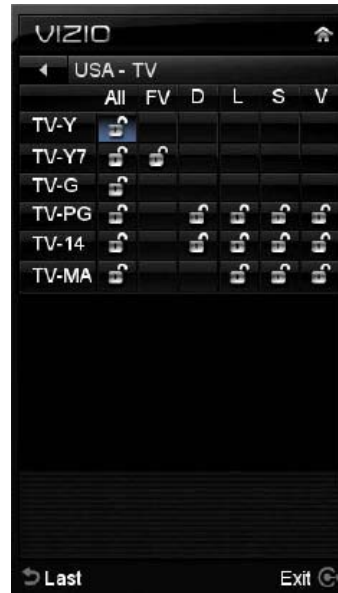 VIZIO
USA - TV
All FV D L S V
TV-Y
TV-Y7
TV-G
TV-PG
TV-14
TV-MA
Last Exit